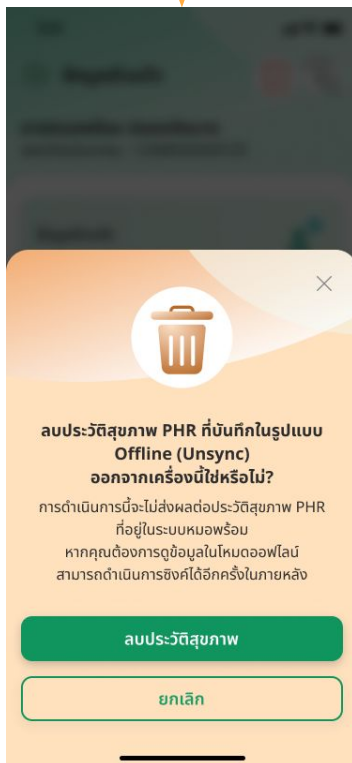 ลบประวัติสุขภาพ PHR ที่บันทึกในรูปแบบ
Offline (Unsync)
ออกจากเครื่องนี้ใช่หรือไม่?
การดำเนินการนี้จะไม่ส่งผลต่อประวัติสุขภาพ PHR
ที่อยู่ในระบบหมอพร้อม
หากคุณต้องการดูข้อมูลในโหมดออฟไลน์
สามารถดำเนินการซิงค์ได้อีกครั้งในภายหลัง
ลบประวัติสุขภาพ
ยกเลิก